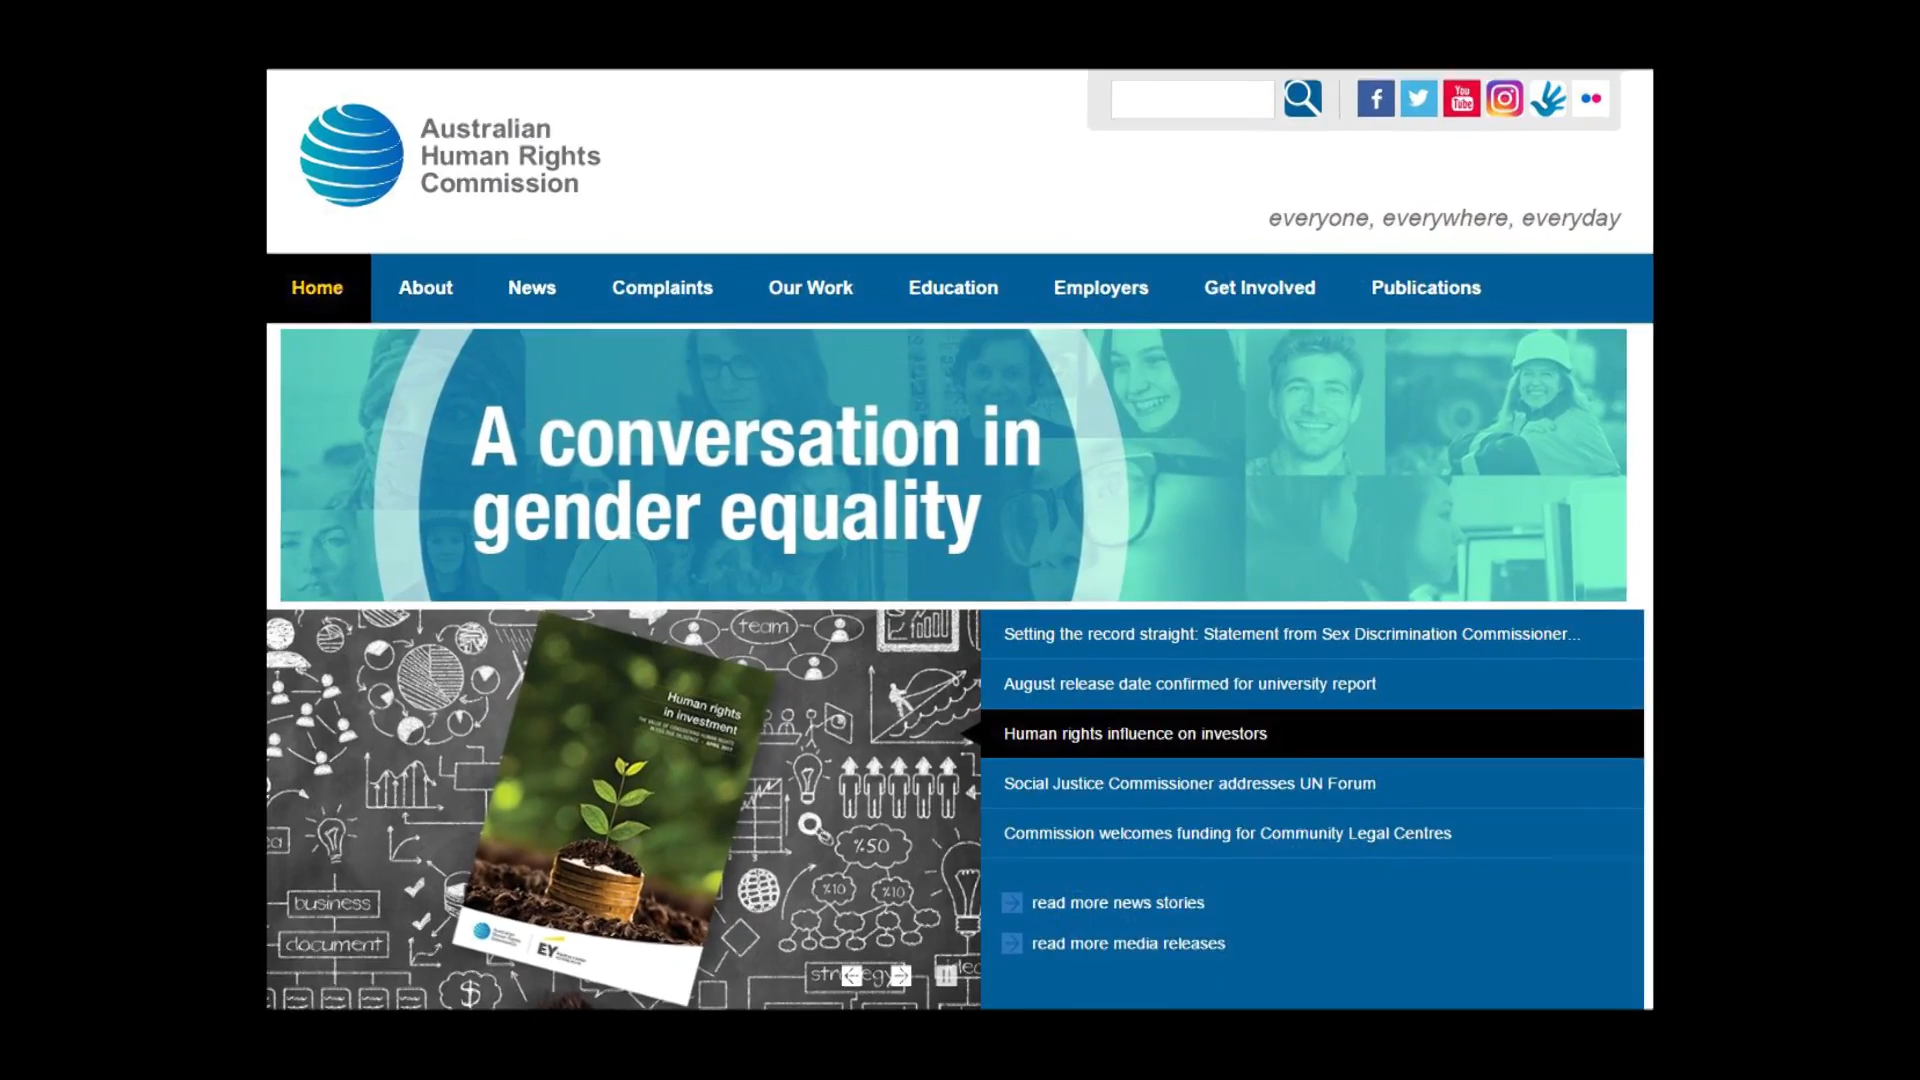 Australian
Human Rights
Commission
You
Tube
everyone, everywhere, everyday
Home About News Complaints Our Work Education Employers Get Involved Publications
A conversation in
gender equality
team
Human rights
in investment
business
document
%50
%10
%10
$
EY
Setting the record straight: Statement from Sex Discrimination Commissioner...
August release date confirmed for university report
Human rights influence on investors
Social Justice Commissioner addresses UN Forum
Commission welcomes funding for Community Legal Centres
read more news stories
read more media releases